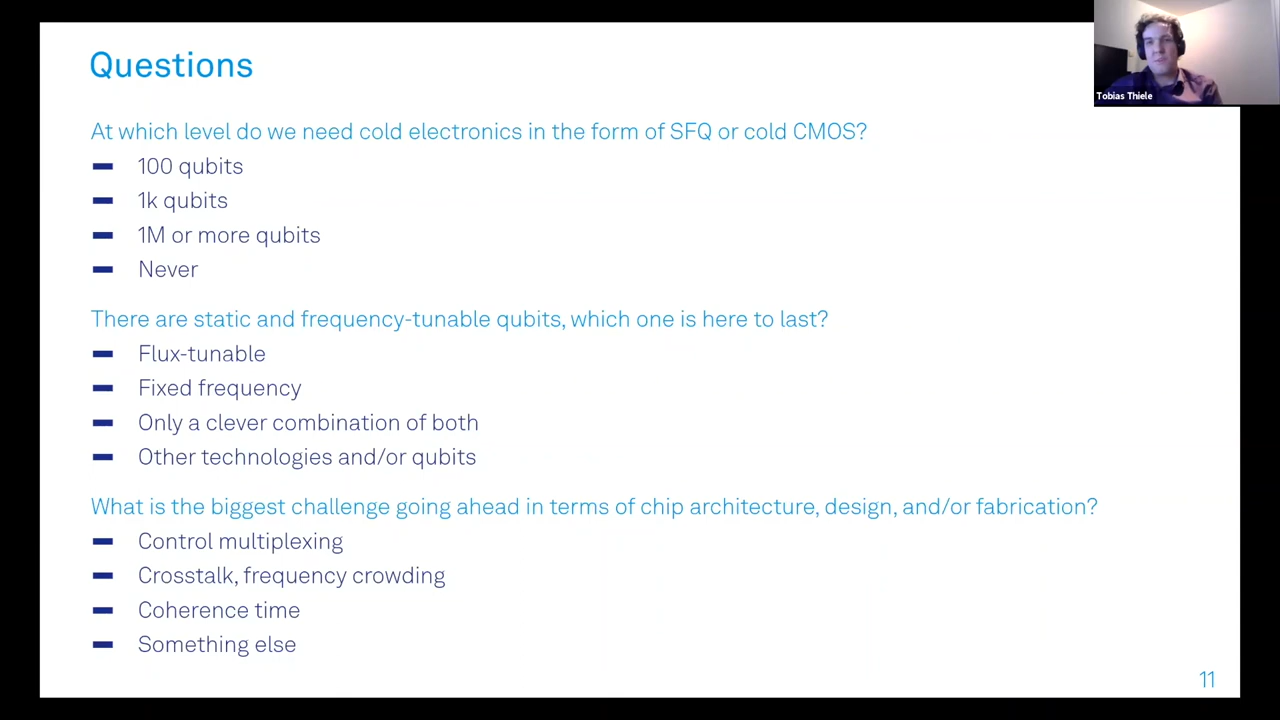 Questions
Tobias Thiele
At which level do we need cold electronics in the form of SFQ or cold CMOS?
100 qubits
1k qubits
1M or more qubits
Never
There are static and frequency-tunable qubits, which one is here to last?
Flux-tunable
Fixed frequency
Only a clever combination of both
Other technologies and/or qubits
What is the biggest challenge going ahead in terms of chip architecture, design, and/or fabrication?
Control multiplexing
Crosstalk, frequency crowding
Coherence time
Something else
11